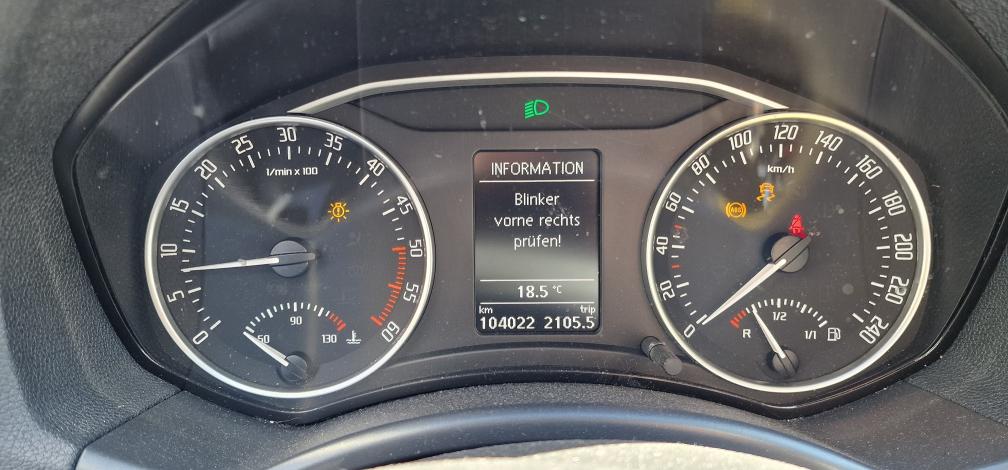 INFORMATION
Blinker
vorne rechts
prüfen!
18.5 °C
km trip
104022 2105.5
0 5 10 15 20 25 30 35 40 45 50 55 60
1/min x 100
50 90 130
0 20 40 60 80 100 120 140 160 180 200 220 240
km/h
ABS
R 1/2 1/1